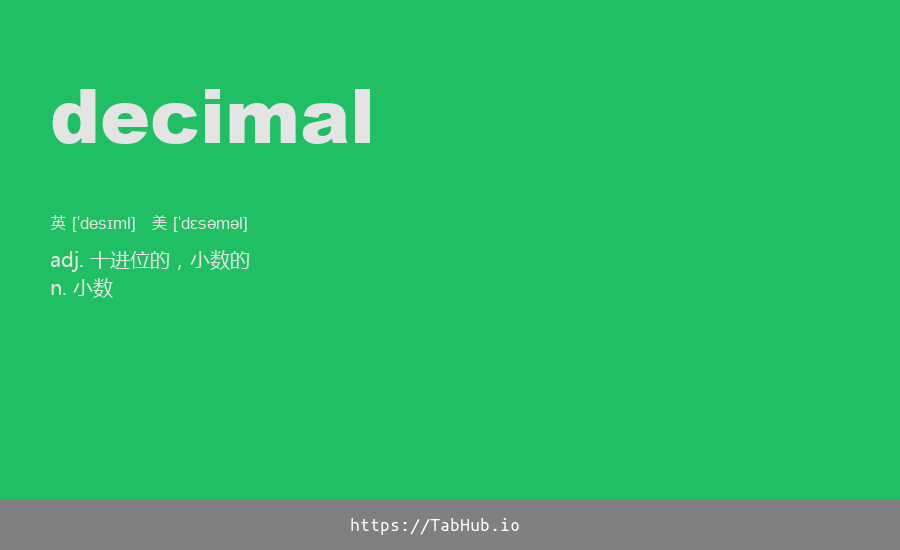 decimal
英 [ˈdesɪml] 美 [ˈdɛsəməl]
adj. 十进位的，小数的
n. 小数
https://TabHub.io